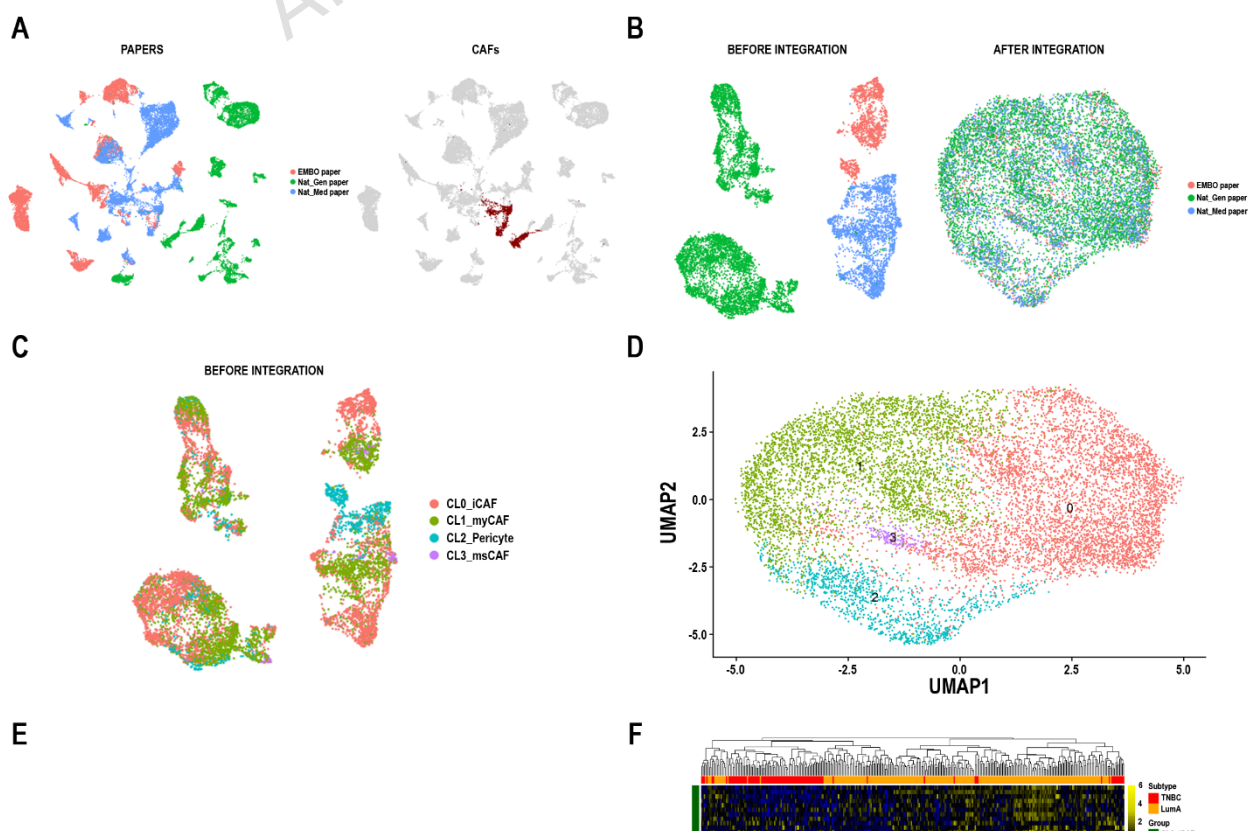 A
PAPERS
CAFs
EMBO paper
Nat_Gen paper
Nat_Med paper
B
BEFORE INTEGRATION
AFTER INTEGRATION
EMBO paper
Nat_Gen paper
Nat_Med paper
C
BEFORE INTEGRATION
CL0_iCAF
CL1_myCAF
CL2_Pericyte
CL3_msCAF
D
UMAP2
2.5
0.0
-2.5
-5.0
1
0
3
2
-5.0
-2.5
0.0
2.5
5.0
UMAP1
E
F
6
4
2
Subtype
TNBC
LumA
Group